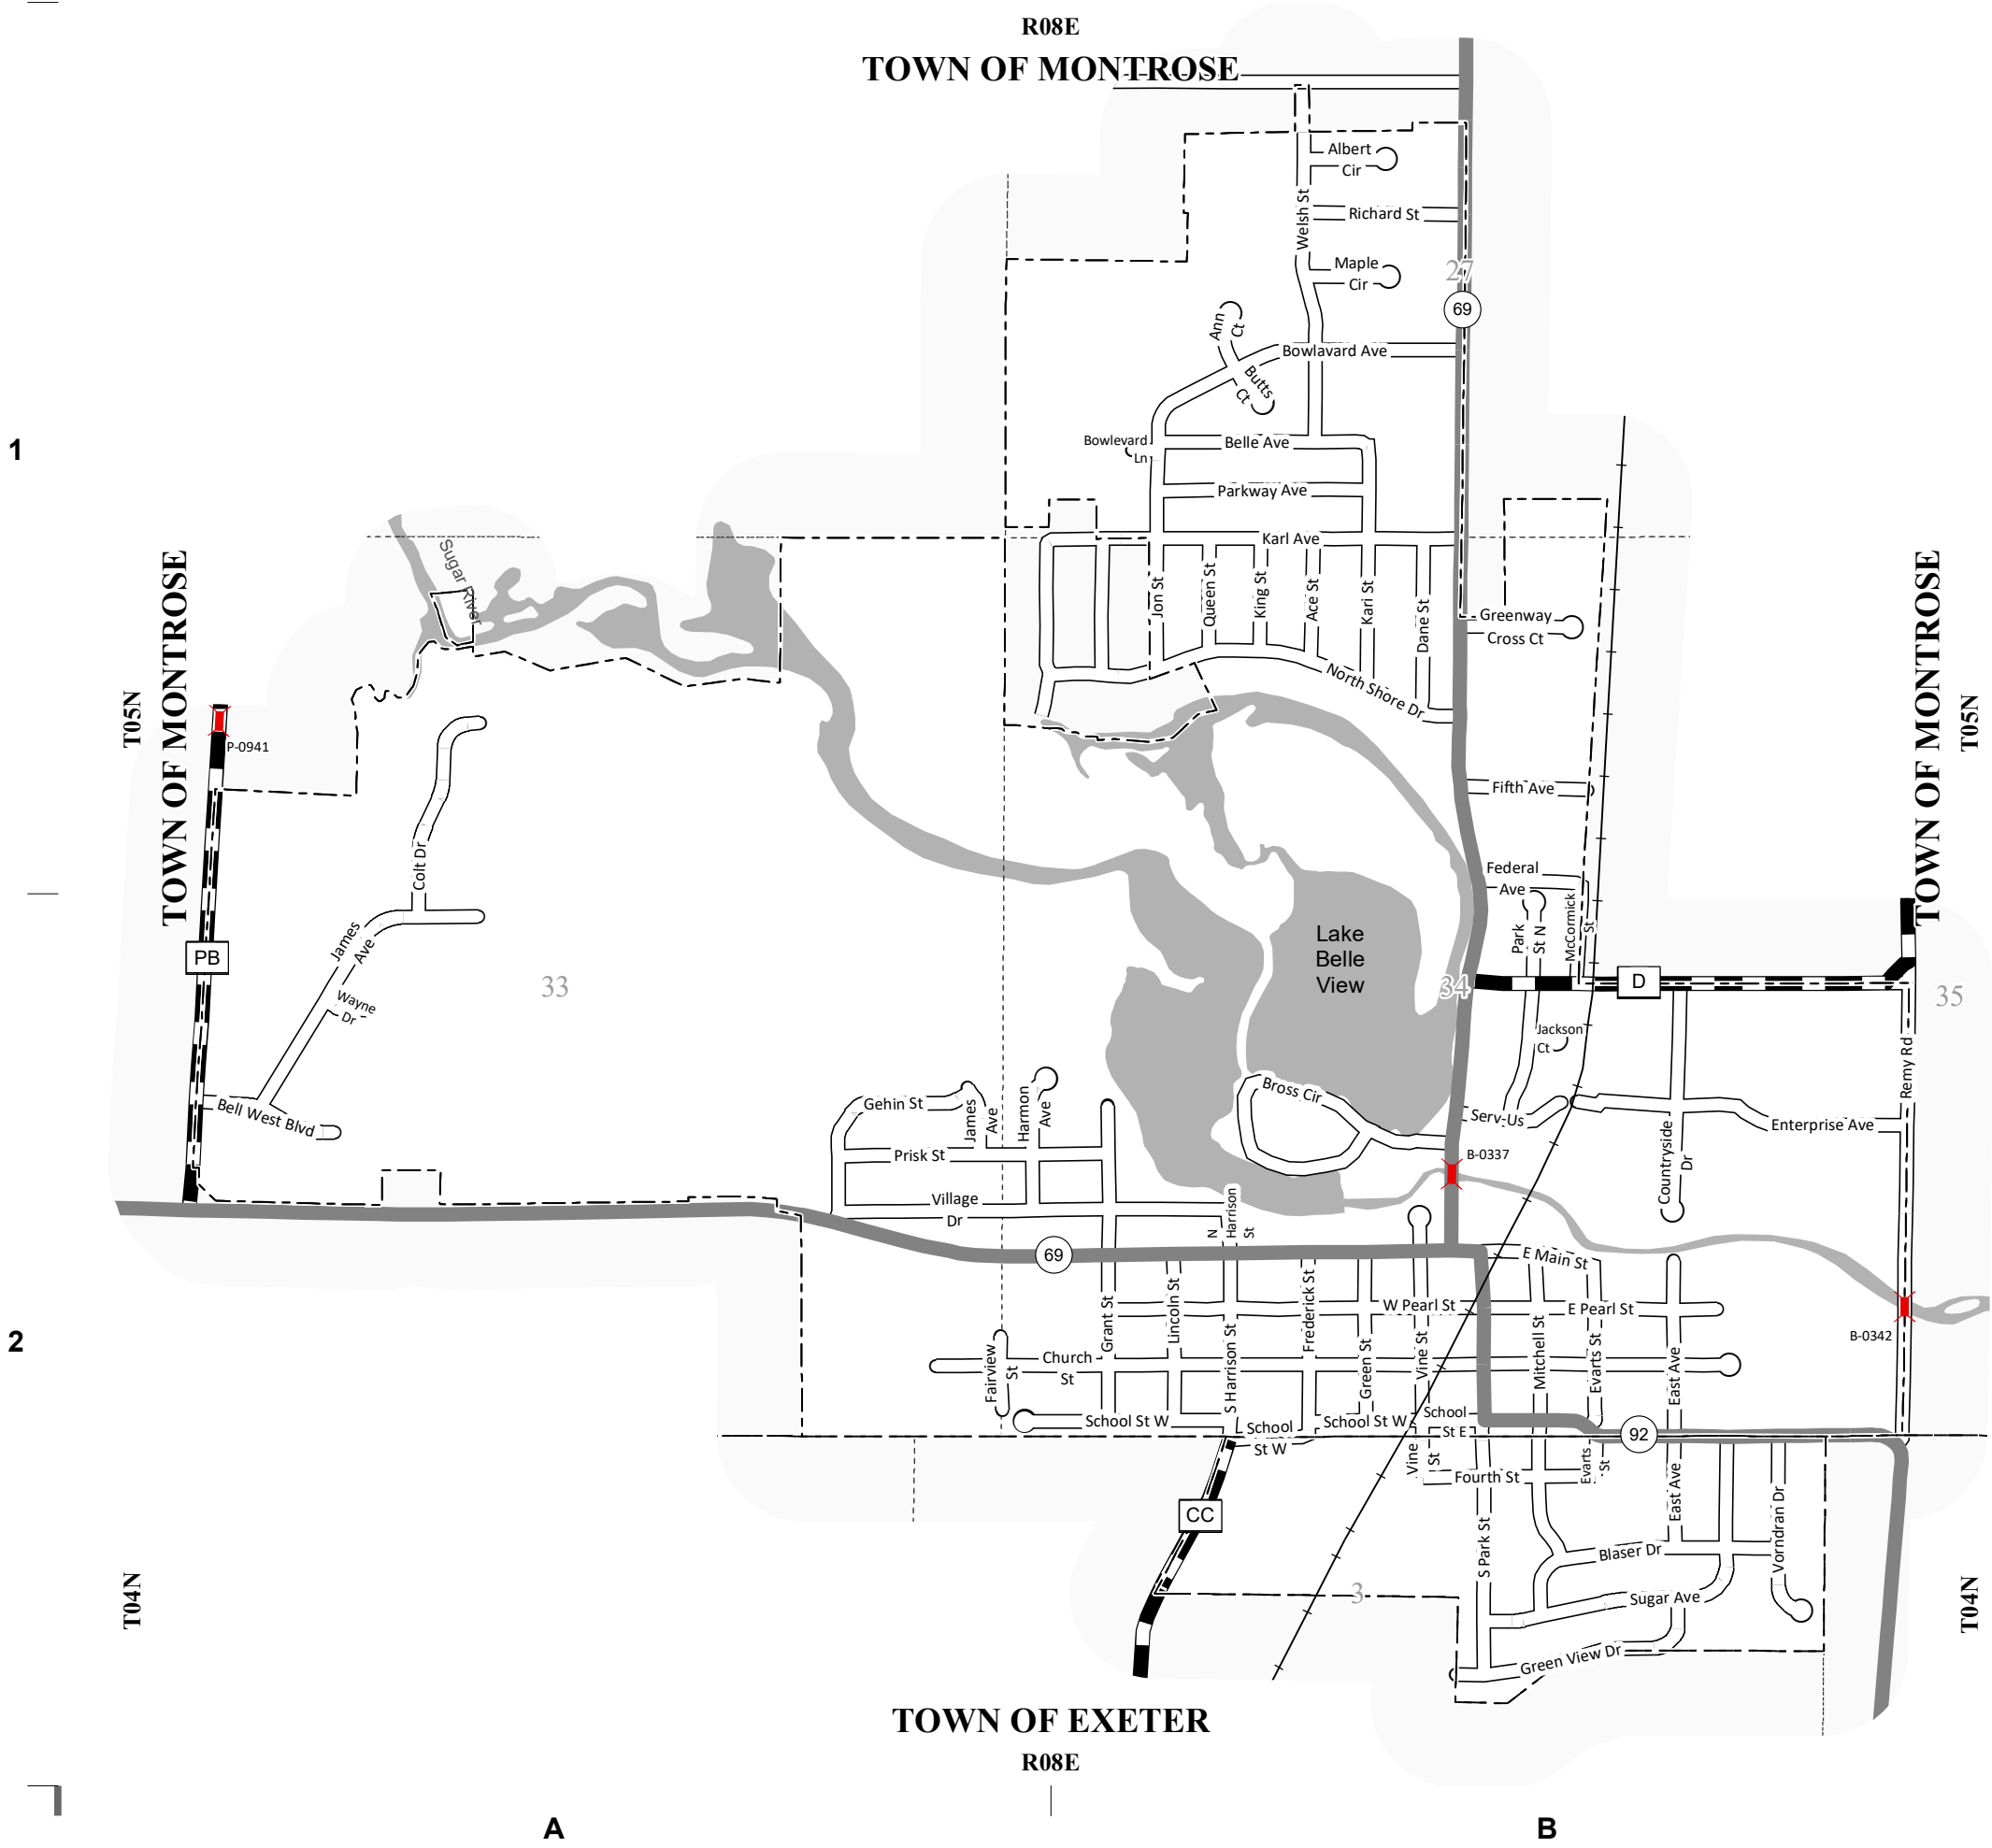 R08E
TOWN OF MONTROSE
Albert
Cir
Welsh St
Richard St
Maple
Cir
27
69
Ann
Ct
Bowlavard Ave
Butts
Ct
1
Bowlevard
Ln
Belle Ave
Parkway Ave
Karl Ave
Sugar River
Jon St
Queen St
King St
Ace St
Kari St
Dane St
Greenway
Cross Ct
North Shore Dr
TOWN OF MONTROSE
T05N
TOWN OF MONTROSE
T05N
P-0941
Fifth Ave
Colt Dr
Federal
Ave
Park
St N
McCormick
St
James
Ave
PB
Lake
Belle
View
33
34
D
35
Wayne
Dr
Jackson
Ct
Remy Rd
Bell West Blvd
Gehin St
James
Ave
Harmon
Ave
Bross Cir
Serv-Us
Enterprise Ave
Countryside
Dr
Prisk St
B-0337
Village
Dr
N
Harrison
St
69
E Main St
Grant St
Lincoln St
S Harrison St
Frederick St
Green St
W Pearl St
Vine St
E Pearl St
Mitchell St
Evarts St
East Ave
B-0342
2
Fairview
St
Church
St
School St W
School
St W
School St W
School
St E
92
Vine
St
Fourth St
Evarts
St
East Ave
CC
S Park St
Blaser Dr
Vorndran Dr
3
Sugar Ave
Green View Dr
T04N
T04N
TOWN OF EXETER
R08E
A
B